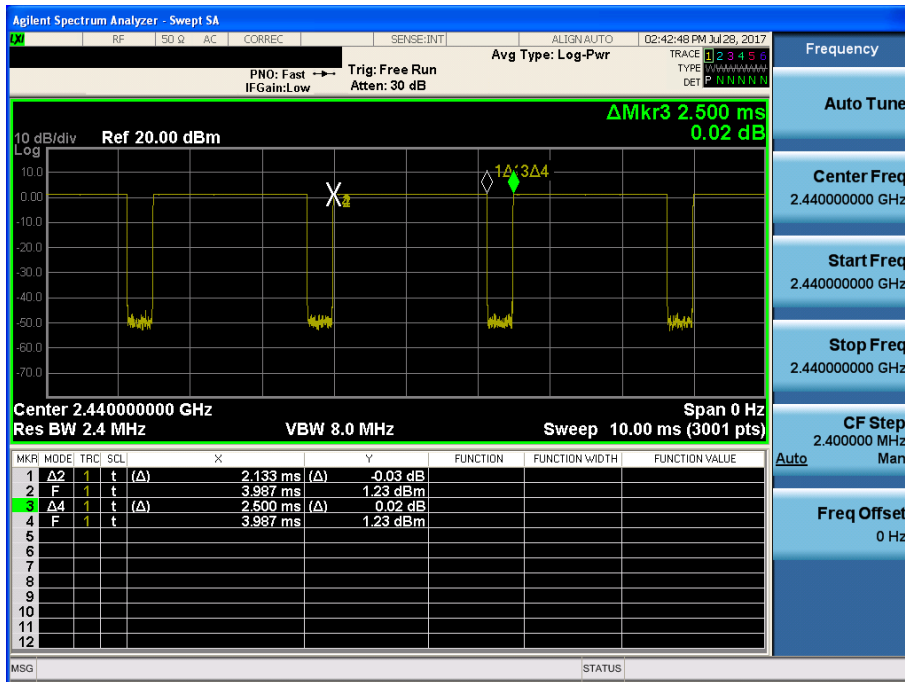 Agilent Spectrum Analyzer - Swept SA
LXI RF 50 Ω AC CORREC SENSE:INT ALIGN AUTO 02:42:48 PM Jul 28, 2017
Frequency
Avg Type: Log-Pwr
TRACE 1 2 3 4 5 6
PNO: Fast Trig: Free Run
TYPE WWWWWW
IFGain:Low Atten: 30 dB
DET P N N N N N
Auto Tune
ΔMkr3 2.500 ms
0.02 dB
10 dB/div Ref 20.00 dBm
Log
10.0
0.00
-10.0
-20.0
-30.0
-40.0
-50.0
-60.0
-70.0
3Δ4
Center Freq
2.440000000 GHz
Start Freq
2.440000000 GHz
Stop Freq
2.440000000 GHz
Center 2.440000000 GHz Span 0 Hz
Res BW 2.4 MHz VBW 8.0 MHz Sweep 10.00 ms (3001 pts)
CF Step
2.400000 MHz
Auto Man
Freq Offset
0 Hz
MKR MODE TRC SCL X Y FUNCTION FUNCTION WIDTH FUNCTION VALUE
1 Δ2 1 t (Δ) 2.133 ms (Δ) -0.03 dB
2 F 1 t 3.987 ms 1.23 dBm
3 Δ4 1 t (Δ) 2.500 ms (Δ) 0.02 dB
4 F 1 t 3.987 ms 1.23 dBm
5
6
7
8
9
10
11
12
MSG STATUS